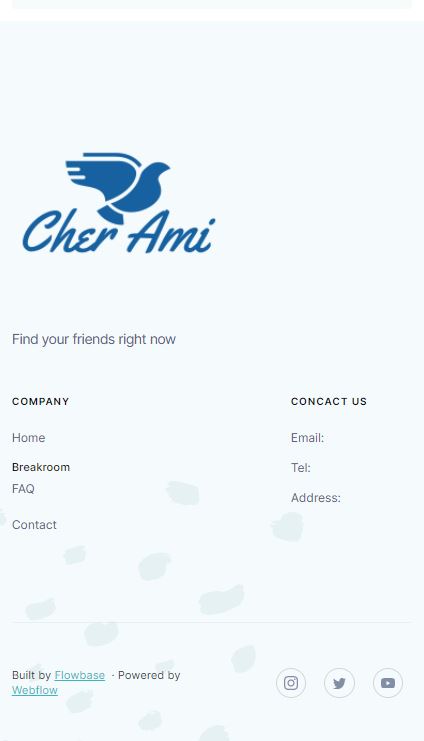 Cher Ami
Find your friends right now
COMPANY
Home
Breakroom
FAQ
Contact
CONCACT US
Email:
Tel:
Address:
Built by Flowbase · Powered by
Webflow